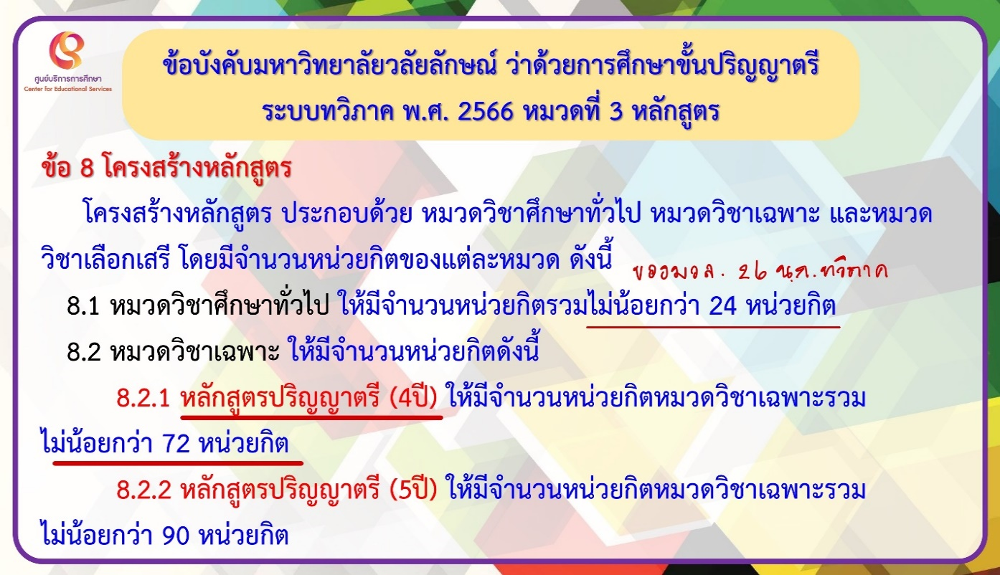 ศูนย์บริการการศึกษา
Center for Educational Services
ข้อบังคับมหาวิทยาลัยวลัยลักษณ์ ว่าด้วยการศึกษาขั้นปริญญาตรี
ระบบทวิภาค พ.ศ. 2566 หมวดที่ 3 หลักสูตร
ข้อ 8 โครงสร้างหลักสูตร
โครงสร้างหลักสูตร ประกอบด้วย หมวดวิชาศึกษาทั่วไป หมวดวิชาเฉพาะ และหมวด
วิชาเลือกเสรี โดยมีจำนวนหน่วยกิตของแต่ละหมวด ดังนี้
ของมวล. 26 นก.ทวิภาค
8.1 หมวดวิชาศึกษาทั่วไป ให้มีจำนวนหน่วยกิตรวมไม่น้อยกว่า 24 หน่วยกิต
8.2 หมวดวิชาเฉพาะ ให้มีจำนวนหน่วยกิตดังนี้
8.2.1 หลักสูตรปริญญาตรี (4ปี) ให้มีจำนวนหน่วยกิตหมวดวิชาเฉพาะรวม
ไม่น้อยกว่า 72 หน่วยกิต
8.2.2 หลักสูตรปริญญาตรี (5ปี) ให้มีจำนวนหน่วยกิตหมวดวิชาเฉพาะรวม
ไม่น้อยกว่า 90 หน่วยกิต